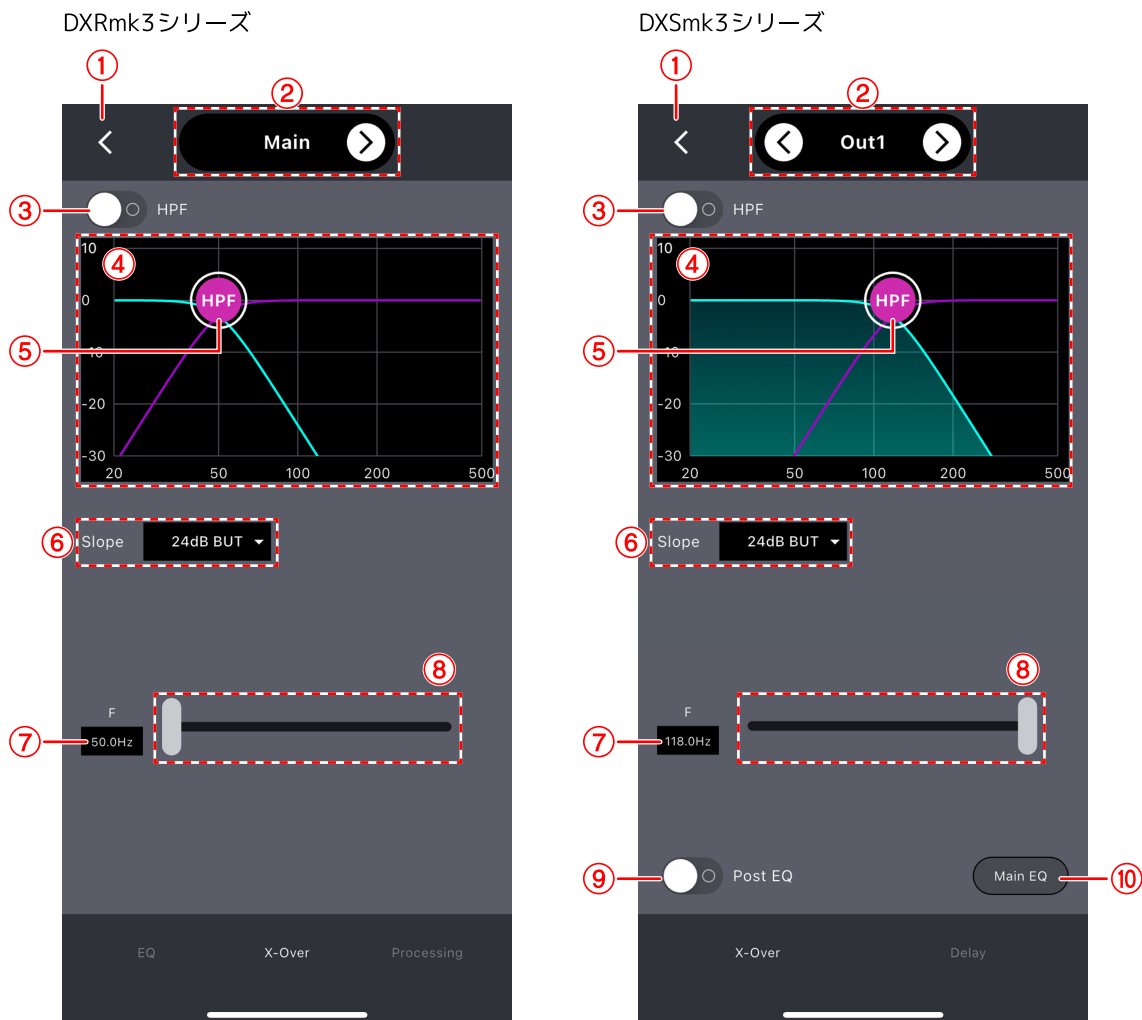 DXRmk3シリーズ
①
②
Main
③ HPF
10
④
0
HPF
⑤
-10
-20
-30
20 50 100 200 500
⑥ Slope 24dB BUT
⑧
F
⑦ 50.0Hz
EQ X-Over Processing
DXSmk3シリーズ
①
②
Out1
③ HPF
10
④
0
HPF
⑤
-10
-20
-30
20 50 100 200 500
⑥ Slope 24dB BUT
⑧
F
⑦ 118.0Hz
⑨ Post EQ Main EQ ⑩
X-Over Delay